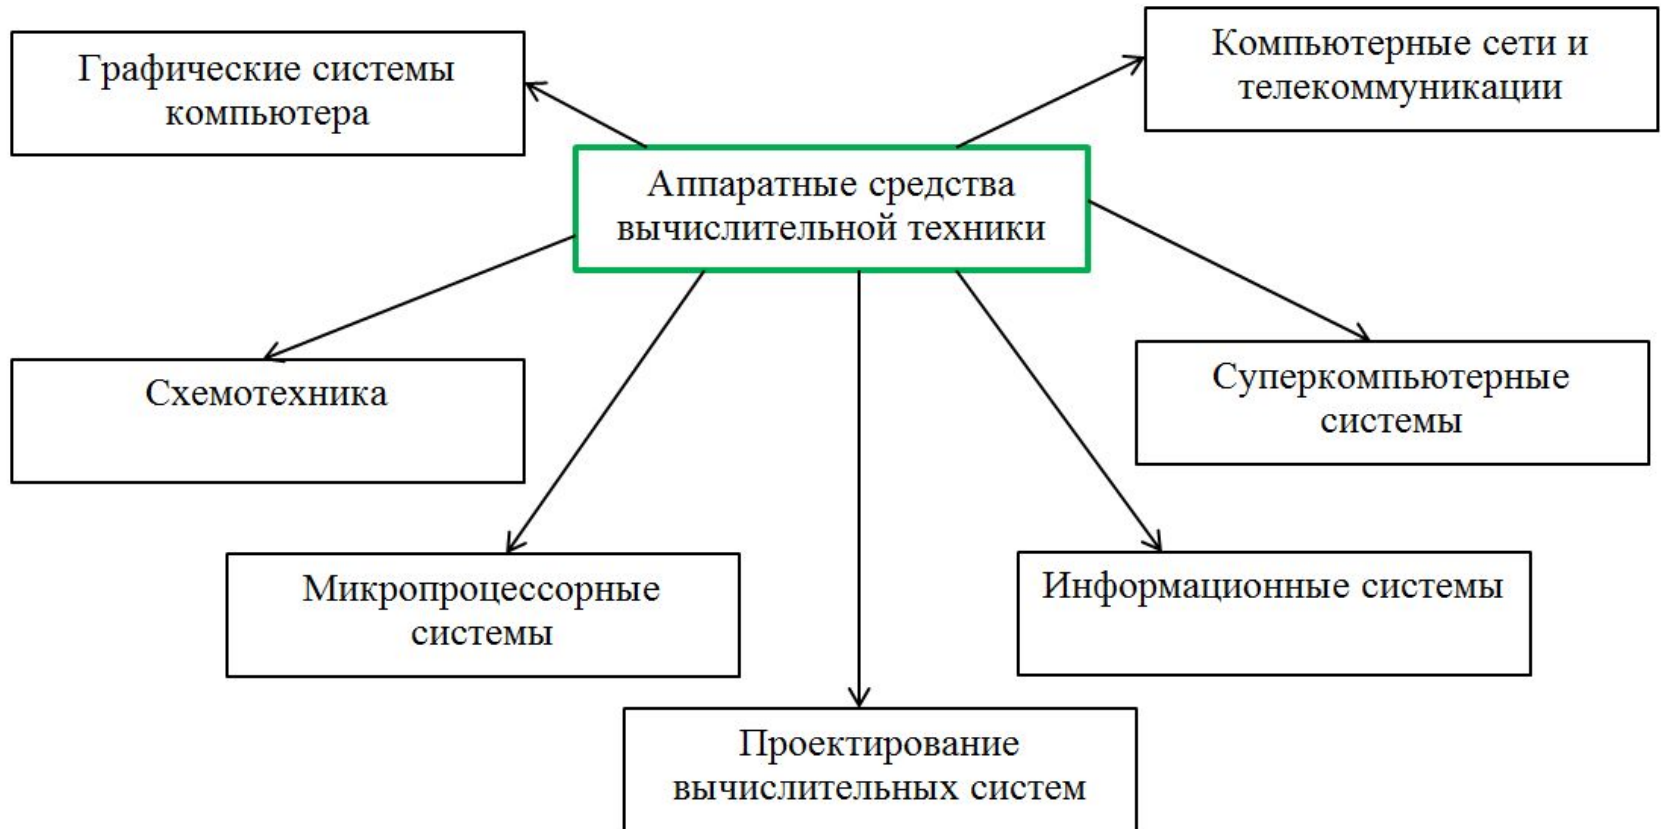 Графические системы
компьютера
Компьютерные сети и
телекоммуникации
Аппаратные средства
вычислительной техники
Схемотехника
Суперкомпьютерные
системы
Микропроцессорные
системы
Информационные системы
Проектирование
вычислительных систем